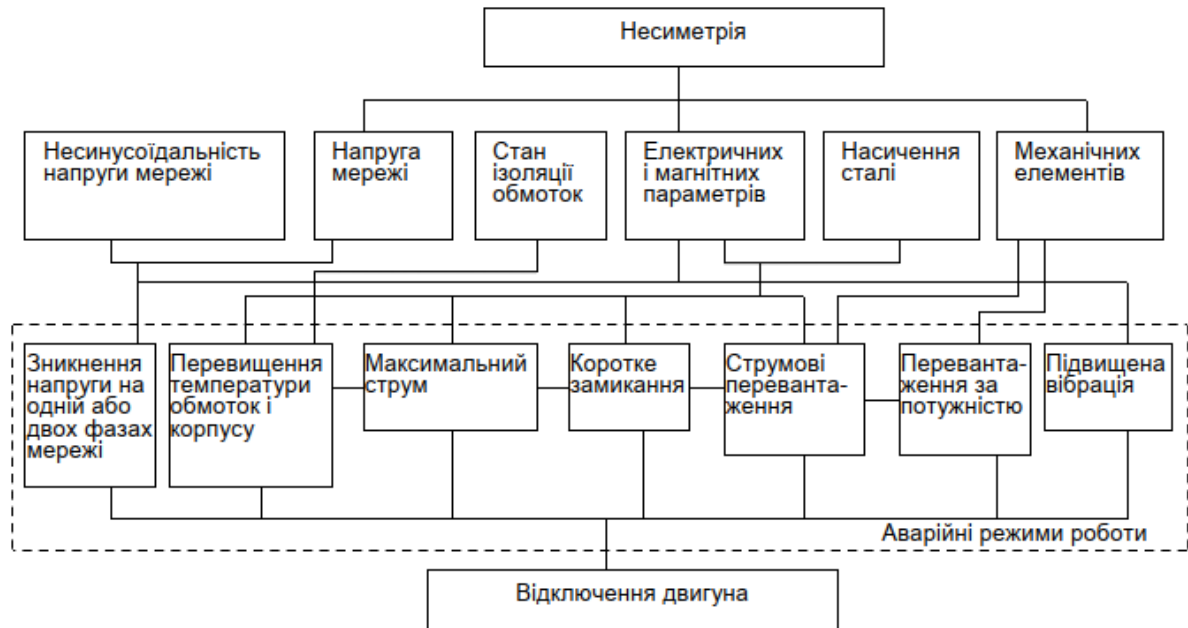 Несиметрія
Несинусоїдальність
напруги мережі
Напруга
мережі
Стан
ізоляції
обмоток
Електричних
і магнітних
параметрів
Насичення
сталі
Механічних
елементів
Зникнення
напруги на
одній або
двох фазах
мережі
Перевищення
температури
обмоток і
корпусу
Максимальний
струм
Коротке
замикання
Струмові
переванта-
ження
Переванта-
ження за
потужністю
Підвищена
вібрація
Аварійні режими роботи
Відключення двигуна